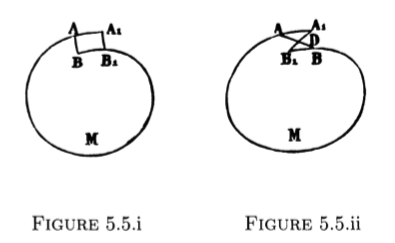 A A₁
B B₁
M
FIGURE 5.5.i
A A₁
D
B₁ B
M
FIGURE 5.5.ii